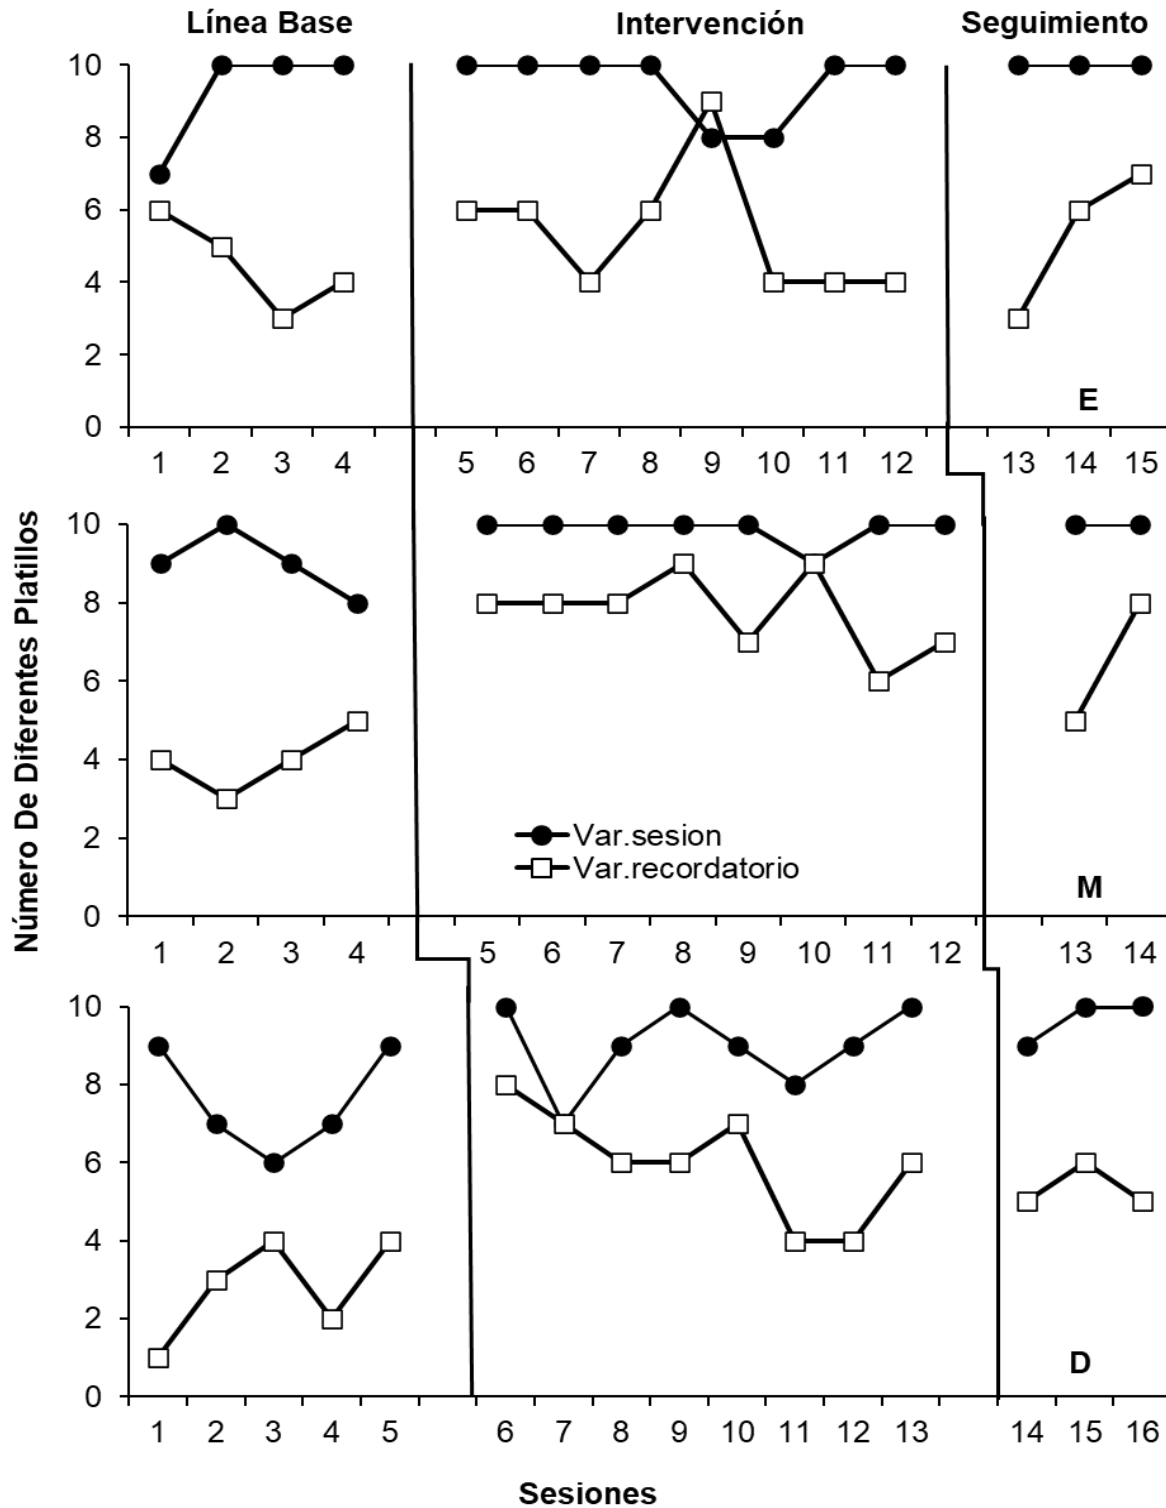 Línea Base Intervención Seguimiento
10
8
6
4
2
0
E
1 2 3 4 5 6 7 8 9 10 11 12 13 14 15
Número De Diferentes Platillos
10
8
6
4
2
0
Var.sesion
Var.recordatorio
M
1 2 3 4 5 6 7 8 9 10 11 12 13 14
10
8
6
4
2
0
D
1 2 3 4 5 6 7 8 9 10 11 12 13 14 15 16
Sesiones